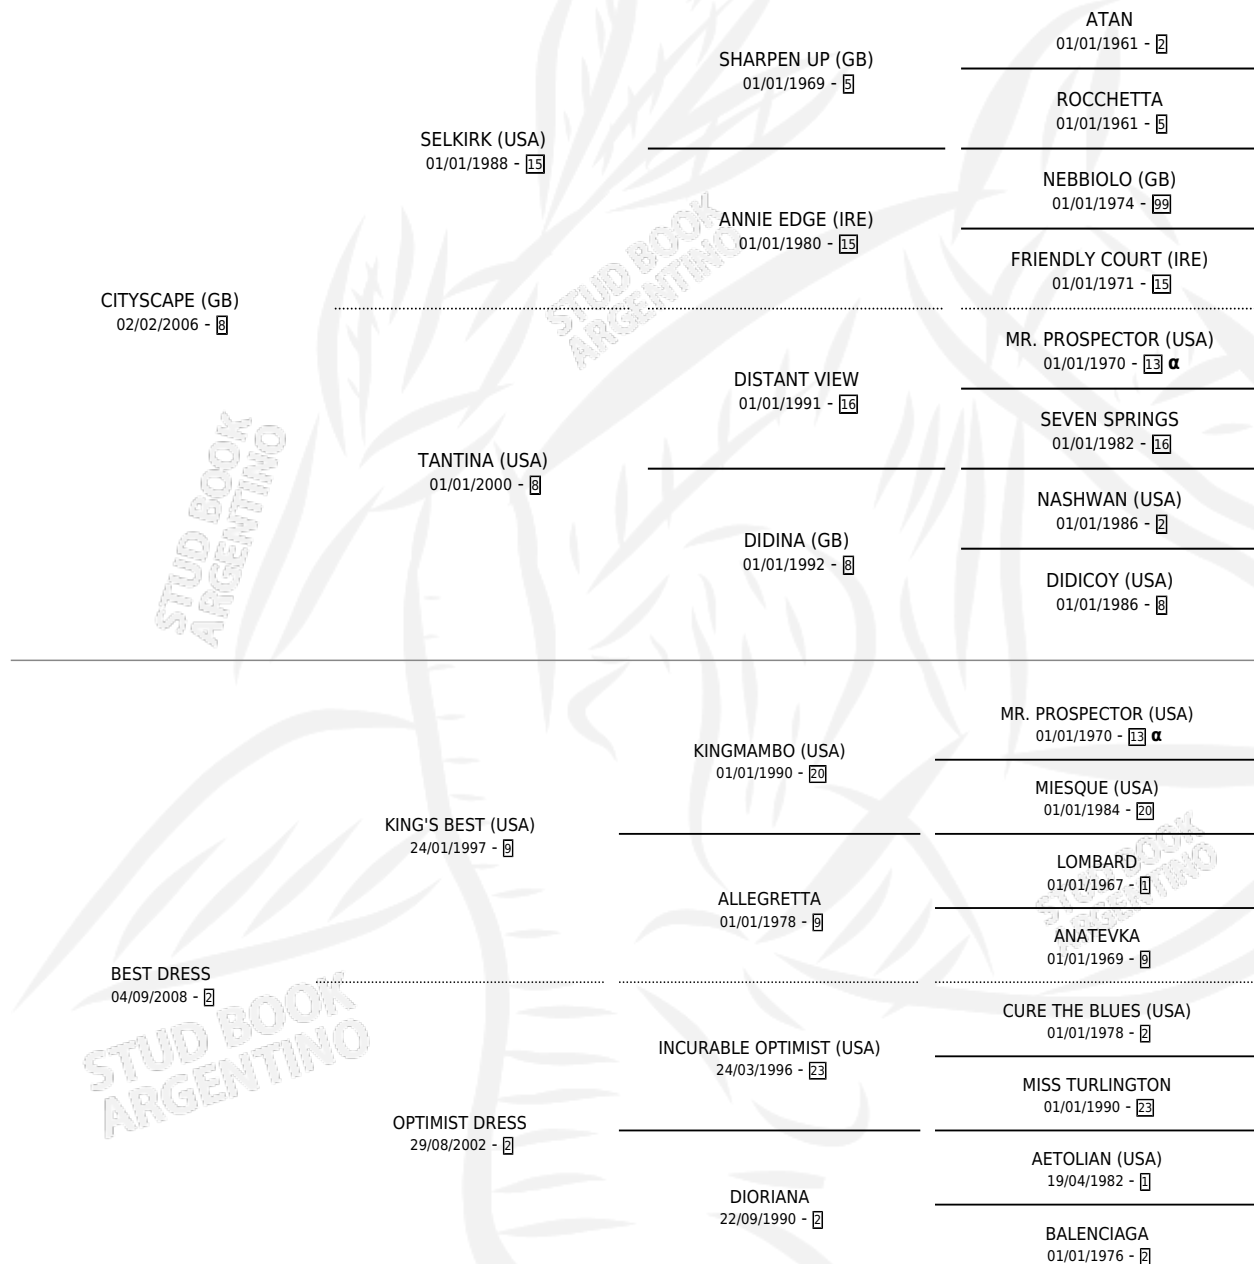 ATAN
01/01/1961 - 2
SHARPEN UP (GB)
01/01/1969 - 5
ROCCHETTA
01/01/1961 - 5
SELKIRK (USA)
01/01/1988 - 15
NEBBIOLO (GB)
01/01/1974 - 99
ANNIE EDGE (IRE)
01/01/1980 - 15
FRIENDLY COURT (IRE)
01/01/1971 - 15
CITYSCAPE (GB)
02/02/2006 - 8
STUD BOOK
ARGENTINO
MR. PROSPECTOR (USA)
01/01/1970 - 13 α
DISTANT VIEW
01/01/1991 - 16
SEVEN SPRINGS
01/01/1982 - 16
TANTINA (USA)
01/01/2000 - 8
NASHWAN (USA)
01/01/1986 - 2
DIDINA (GB)
01/01/1992 - 8
DIDICOY (USA)
01/01/1986 - 8
STUD BOOK
ARGENTINO
MR. PROSPECTOR (USA)
01/01/1970 - 13 α
KINGMAMBO (USA)
01/01/1990 - 20
MIESQUE (USA)
01/01/1984 - 20
KING'S BEST (USA)
24/01/1997 - 9
LOMBARD
01/01/1967 - 1
ALLEGRETTA
01/01/1978 - 9
STUD BOOK
ARGENTINO
ANATEVKA
01/01/1969 - 9
BEST DRESS
04/09/2008 - 2
STUD BOOK
ARGENTINO
CURE THE BLUES (USA)
01/01/1978 - 2
INCURABLE OPTIMIST (USA)
24/03/1996 - 23
MISS TURLINGTON
01/01/1990 - 23
OPTIMIST DRESS
29/08/2002 - 2
AETOLIAN (USA)
19/04/1982 - 1
DIORIANA
22/09/1990 - 2
BALENCIAGA
01/01/1976 - 2